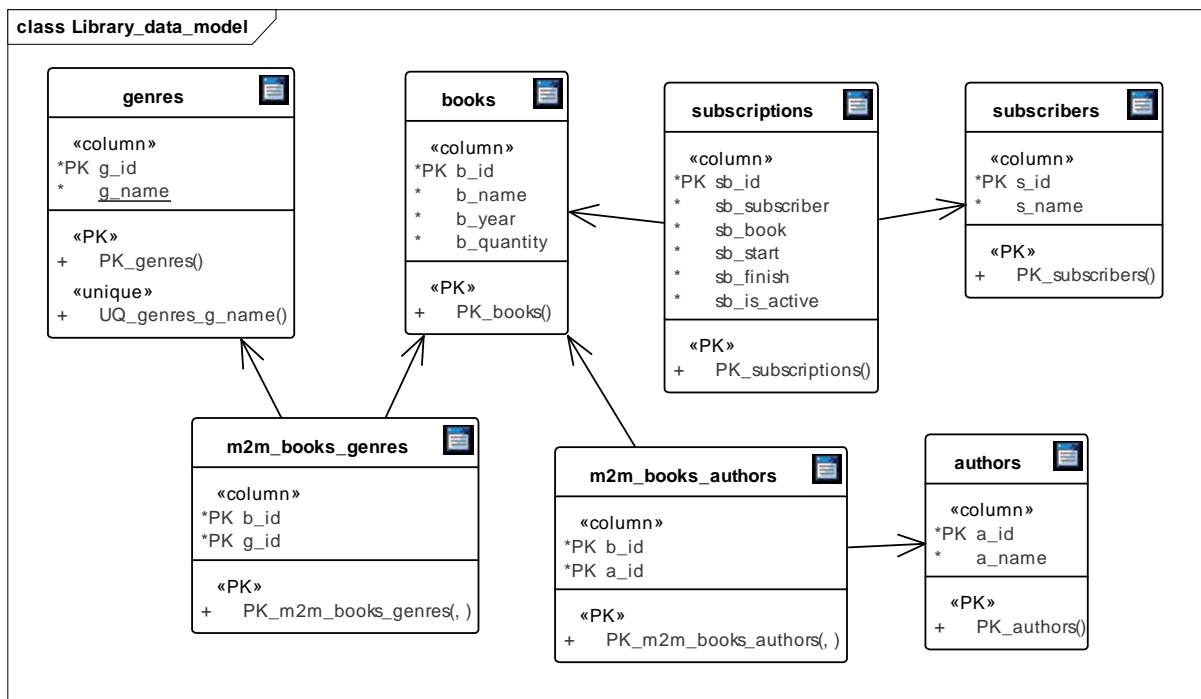 class Library_data_model
genres
«column»
*PK g_id
* g_name
«PK»
+ PK_genres()
«unique»
+ UQ_genres_g_name()
books
«column»
*PK b_id
* b_name
* b_year
* b_quantity
«PK»
+ PK_books()
subscriptions
«column»
*PK sb_id
* sb_subscriber
* sb_book
* sb_start
* sb_finish
* sb_is_active
«PK»
+ PK_subscriptions()
subscribers
«column»
*PK s_id
* s_name
«PK»
+ PK_subscribers()
m2m_books_genres
«column»
*PK b_id
*PK g_id
«PK»
+ PK_m2m_books_genres(, )
m2m_books_authors
«column»
*PK b_id
*PK a_id
«PK»
+ PK_m2m_books_authors(, )
authors
«column»
*PK a_id
* a_name
«PK»
+ PK_authors()